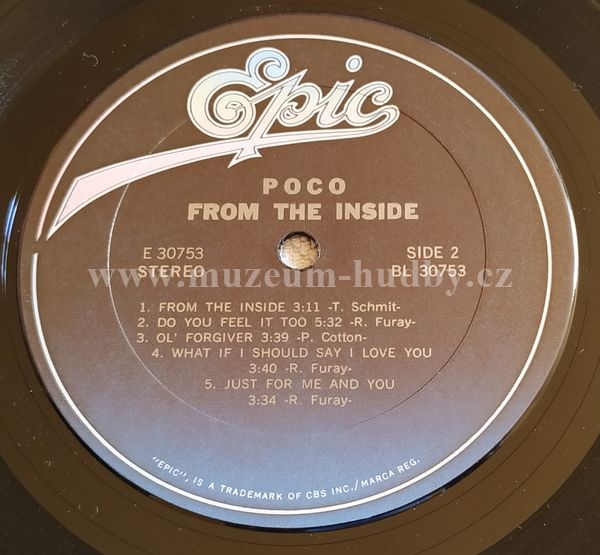 Epic
POCO
FROM THE INSIDE
E 30753
STEREO
SIDE 2
BL 30753
www.muzeum-hudby.cz
1. FROM THE INSIDE 3:11 -T. Schmit-
2. DO YOU FEEL IT TOO 5:32 -R. Furay-
3. OL' FORGIVER 3:39 -P. Cotton-
4. WHAT IF I SHOULD SAY I LOVE YOU
3:40 -R. Furay-
5. JUST FOR ME AND YOU
3:34 -R. Furay-
"EPIC", IS A TRADEMARK OF CBS INC./MARCA REG.